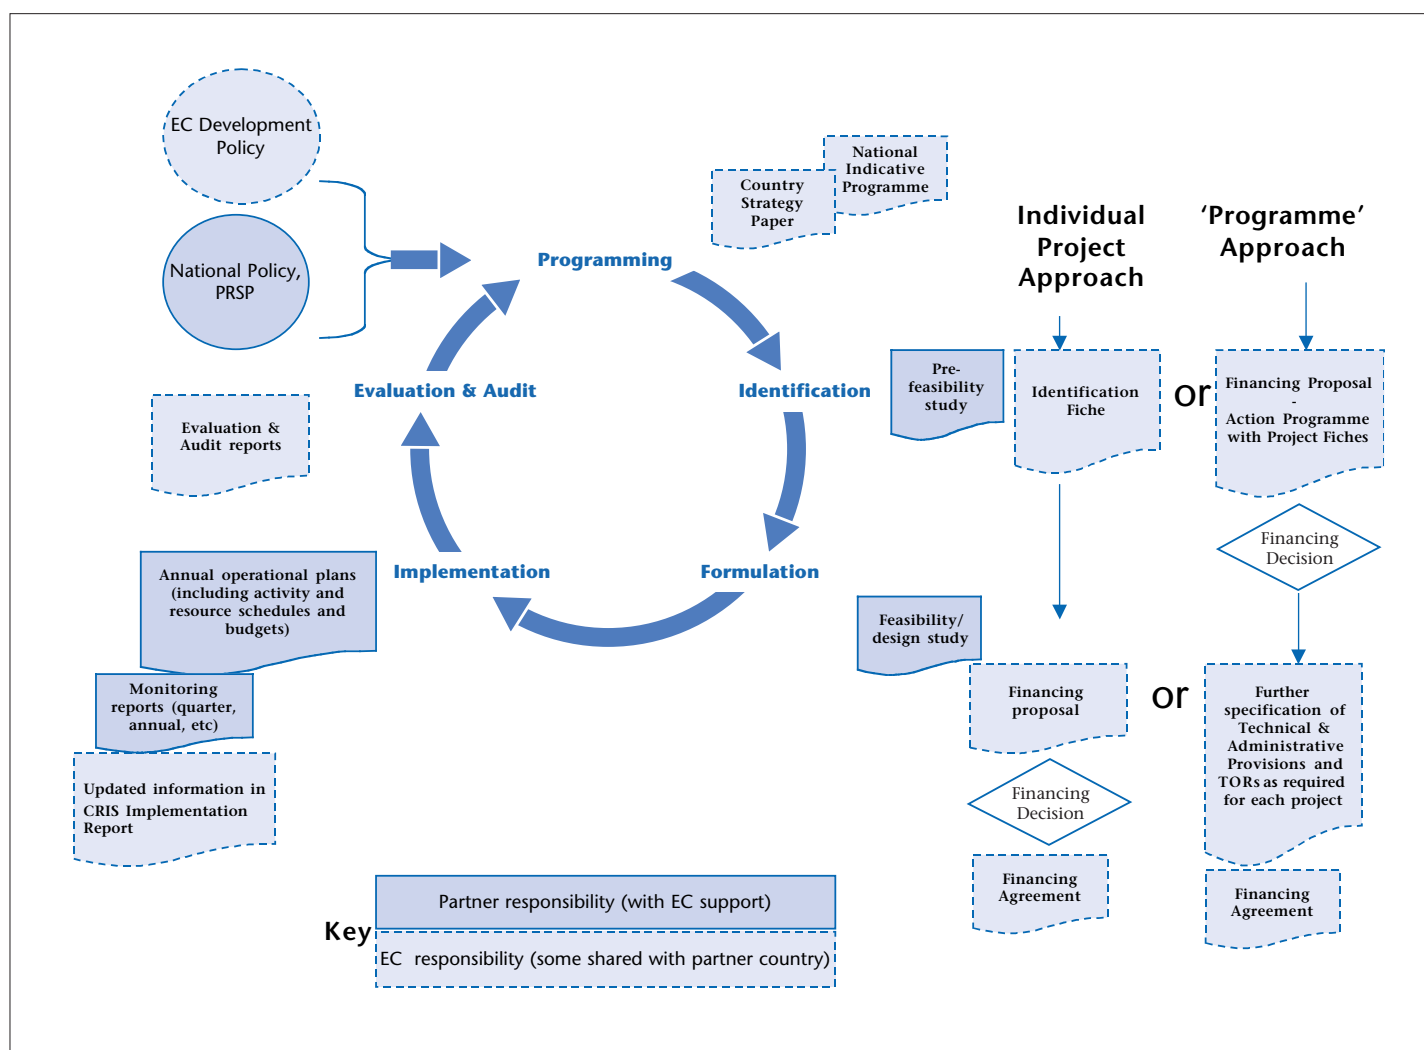 EC Development
Policy
National Policy,
PRSP
National
Indicative
Programme
Country
Strategy
Paper
Programming
Identification
Formulation
Implementation
Evaluation & Audit
Evaluation &
Audit reports
Annual operational plans
(including activity and
resource schedules and
budgets)
Monitoring
reports (quarter,
annual, etc)
Updated information in
CRIS Implementation
Report
Individual
Project
Approach
'Programme'
Approach
Pre-
feasibility
study
Identification
Fiche
or
Financing Proposal
-
Action Programme
with Project Fiches
Financing
Decision
Feasibility/
design study
Financing
proposal
or
Further
specification of
Technical &
Administrative
Provisions and
TORs as required
for each project
Financing
Decision
Financing
Agreement
Financing
Agreement
Key
Partner responsibility (with EC support)
EC responsibility (some shared with partner country)